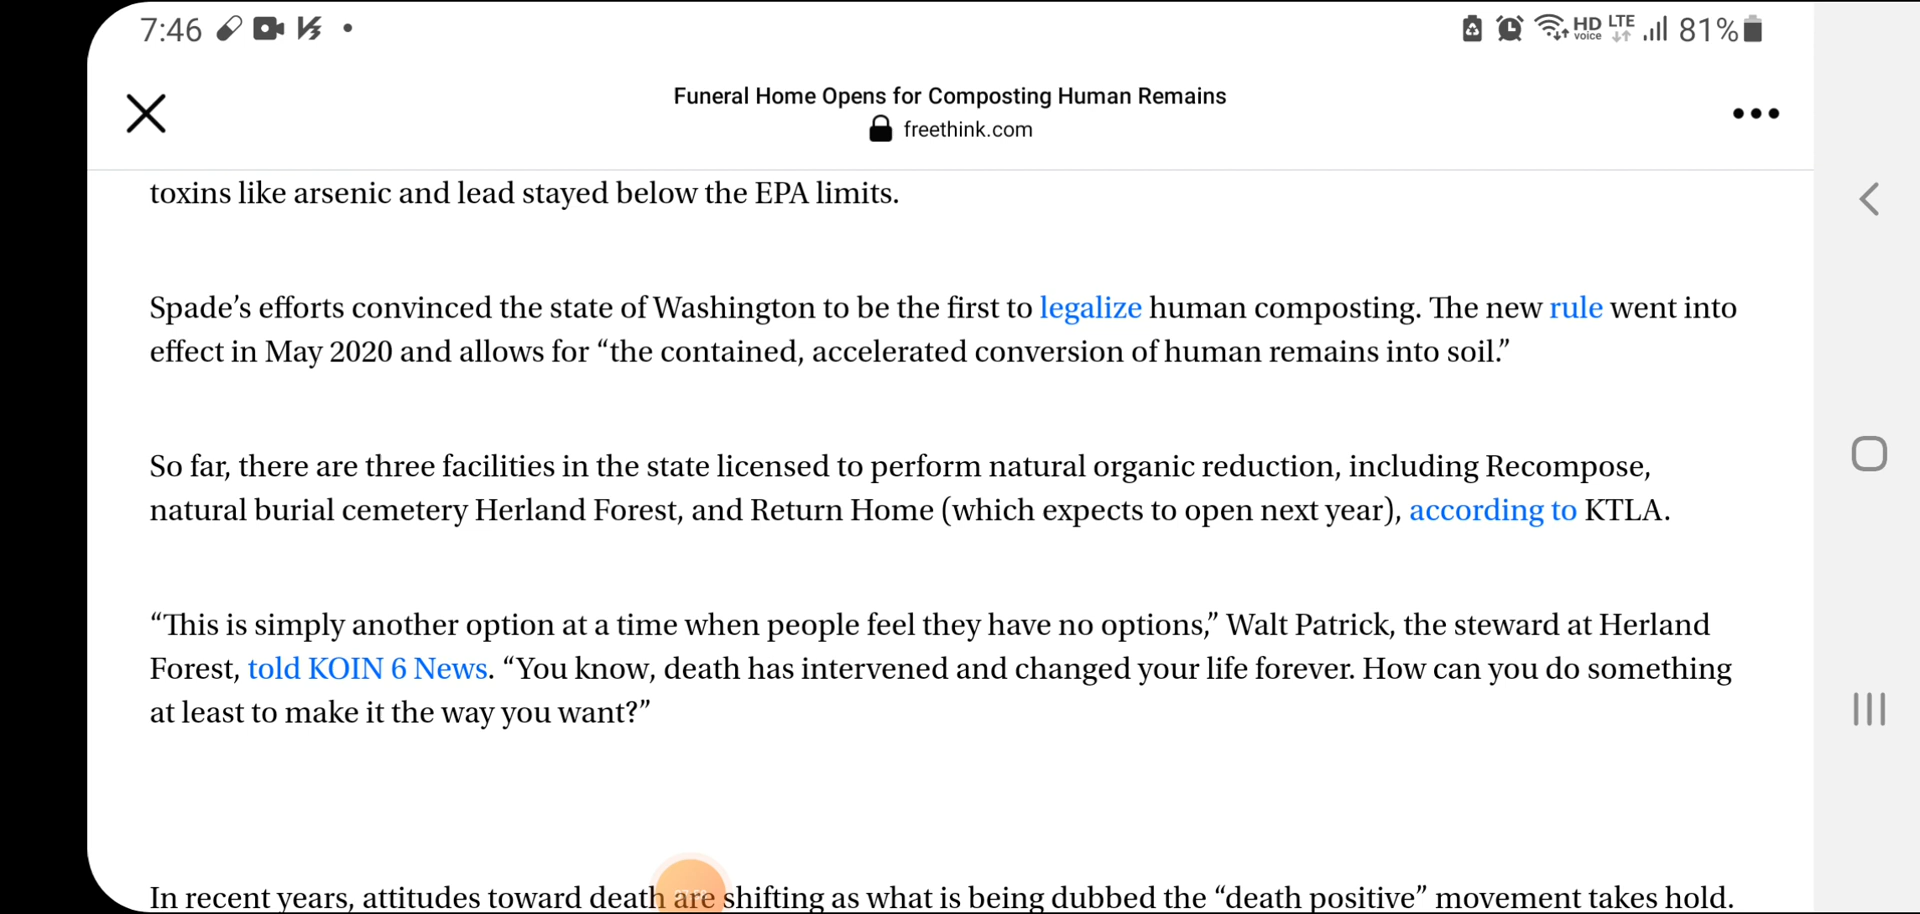 7:46
HD voice LTE 81%
Funeral Home Opens for Composting Human Remains
freethink.com
toxins like arsenic and lead stayed below the EPA limits.
Spade’s efforts convinced the state of Washington to be the first to legalize human composting. The new rule went into
effect in May 2020 and allows for “the contained, accelerated conversion of human remains into soil.”
So far, there are three facilities in the state licensed to perform natural organic reduction, including Recompose,
natural burial cemetery Herland Forest, and Return Home (which expects to open next year), according to KTLA.
“This is simply another option at a time when people feel they have no options,” Walt Patrick, the steward at Herland
Forest, told KOIN 6 News. “You know, death has intervened and changed your life forever. How can you do something
at least to make it the way you want?”
In recent years, attitudes toward death are shifting as what is being dubbed the “death positive” movement takes hold.